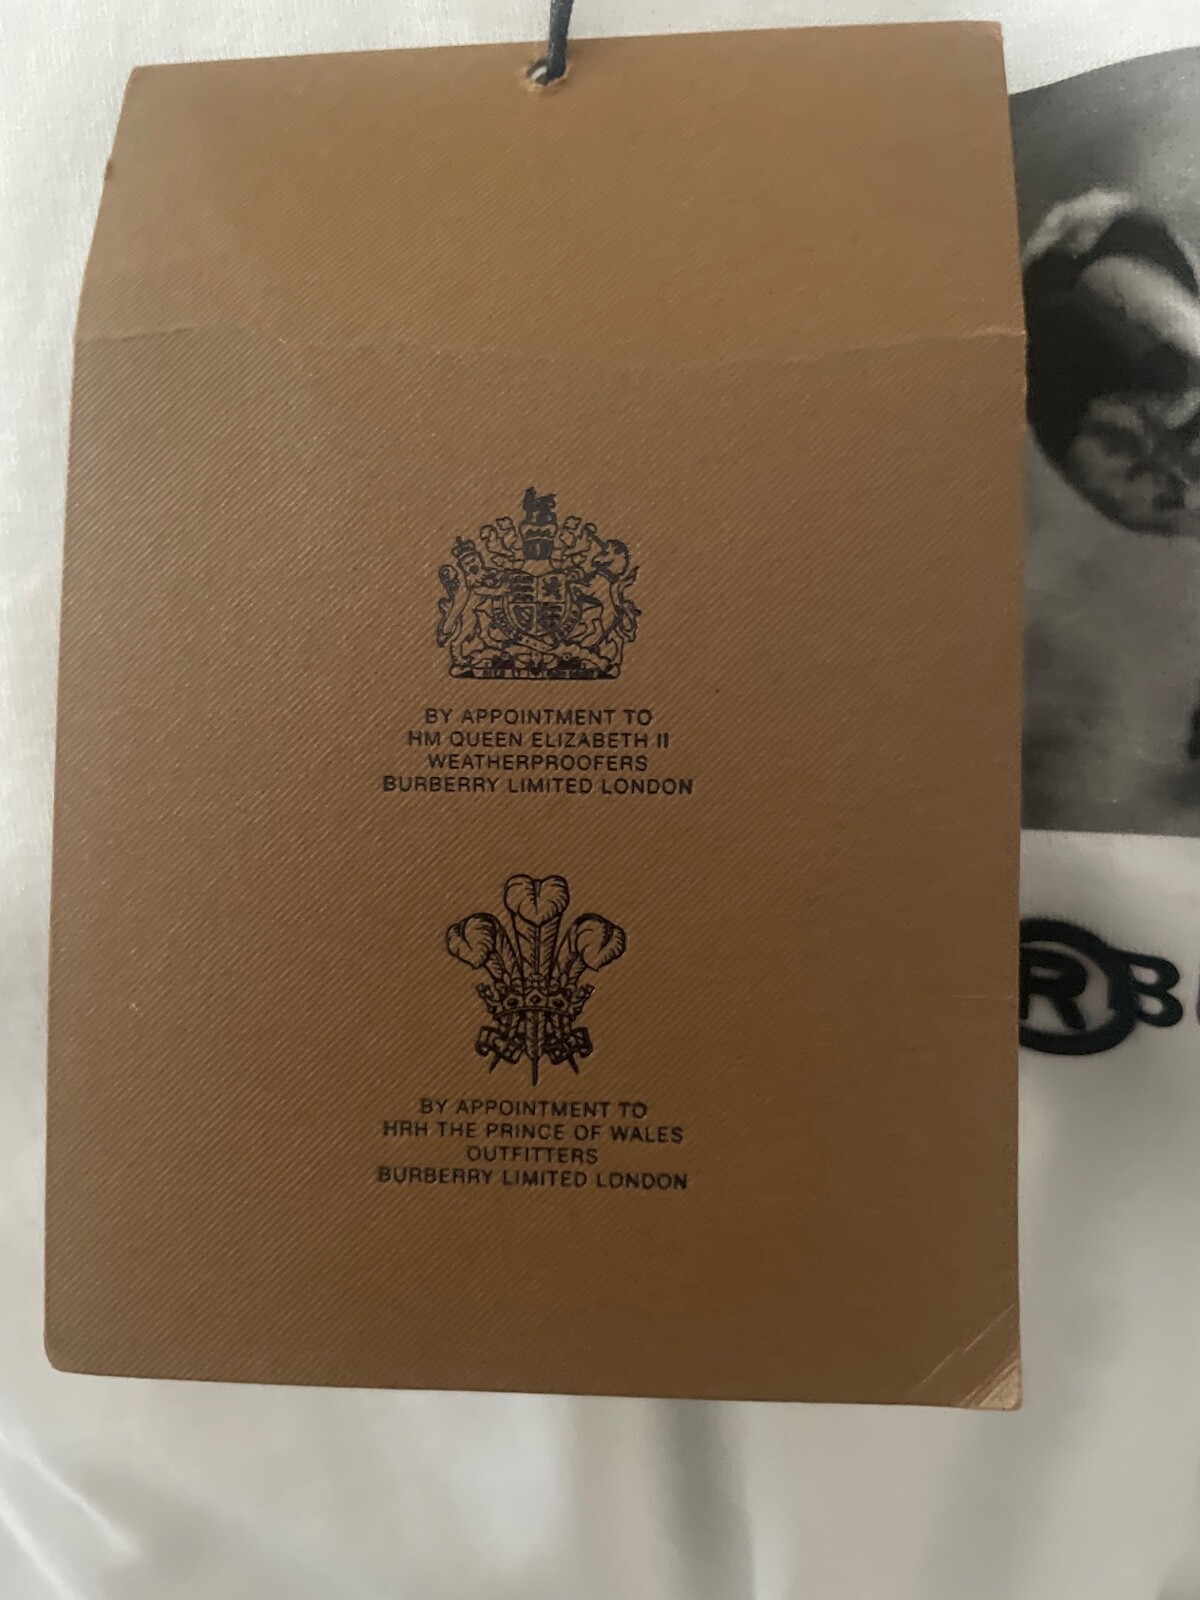 BY APPOINTMENT TO
HM QUEEN ELIZABETH II
WEATHERPROOFERS
BURBERRY LIMITED LONDON
BY APPOINTMENT TO
HRH THE PRINCE OF WALES
OUTFITTERS
BURBERRY LIMITED LONDON
®B